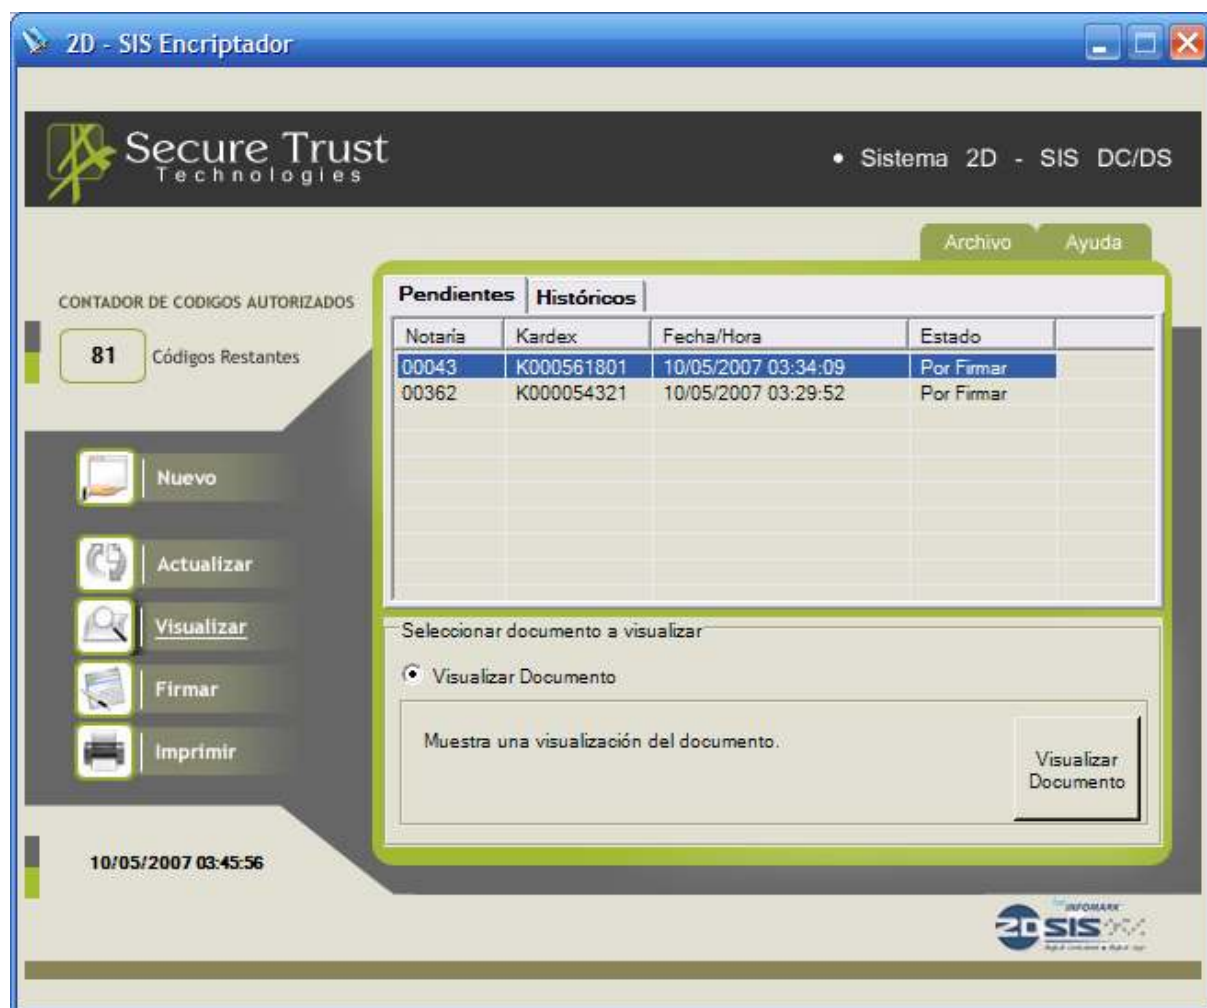 2D - SIS Encriptador
Secure Trust
Technologies
• Sistema 2D - SIS DC/DS
Archivo Ayuda
CONTADOR DE CODIGOS AUTORIZADOS
81 Códigos Restantes
Pendientes Históricos
Notaría Kardex Fecha/Hora Estado
00043 K000561801 10/05/2007 03:34:09 Por Firmar
00362 K000054321 10/05/2007 03:29:52 Por Firmar
Nuevo
Actualizar
Visualizar
Firmar
Imprimir
Seleccionar documento a visualizar
Visualizar Documento
Muestra una visualización del documento.
Visualizar
Documento
10/05/2007 03:45:56
INFOMARK
2D SIS